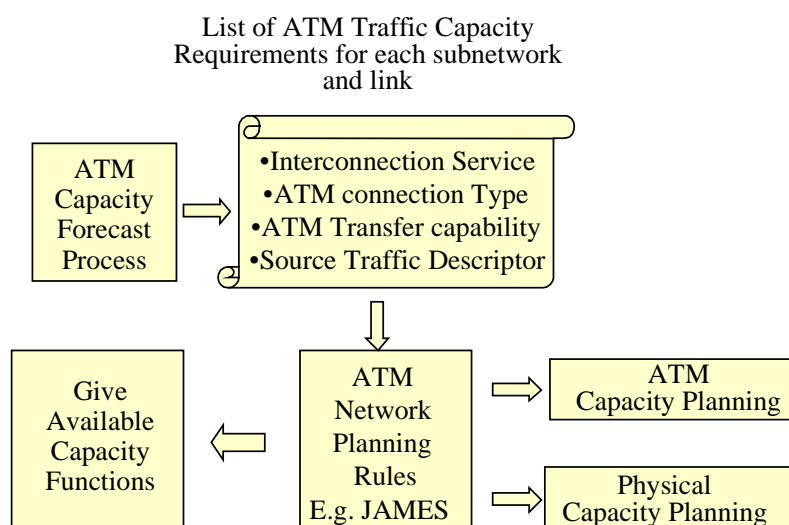 List of ATM Traffic Capacity
Requirements for each subnetwork
and link
ATM
Capacity
Forecast
Process
•Interconnection Service
•ATM connection Type
•ATM Transfer capability
•Source Traffic Descriptor
Give
Available
Capacity
Functions
ATM
Network
Planning
Rules
E.g. JAMES
ATM
Capacity Planning
Physical
Capacity Planning